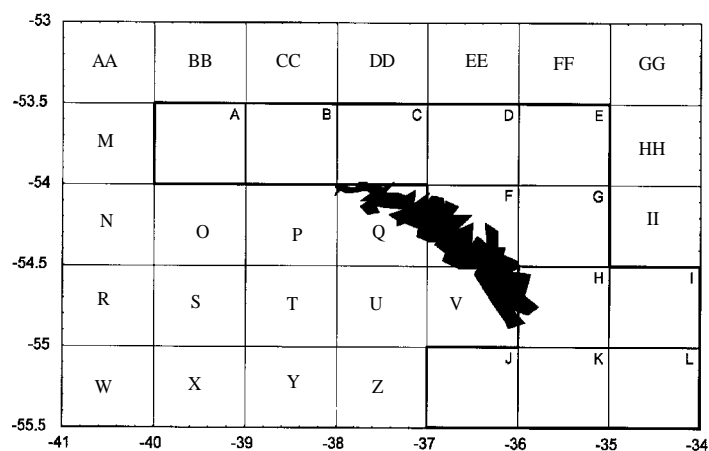 -53
AA BB CC DD EE FF GG
-53.5
A B C D E
M HH
-54
F G
N O P Q II
-54.5
H I
R S T U V
-55
J K L
W X Y Z
-55.5
-41 -40 -39 -38 -37 -36 -35 -34